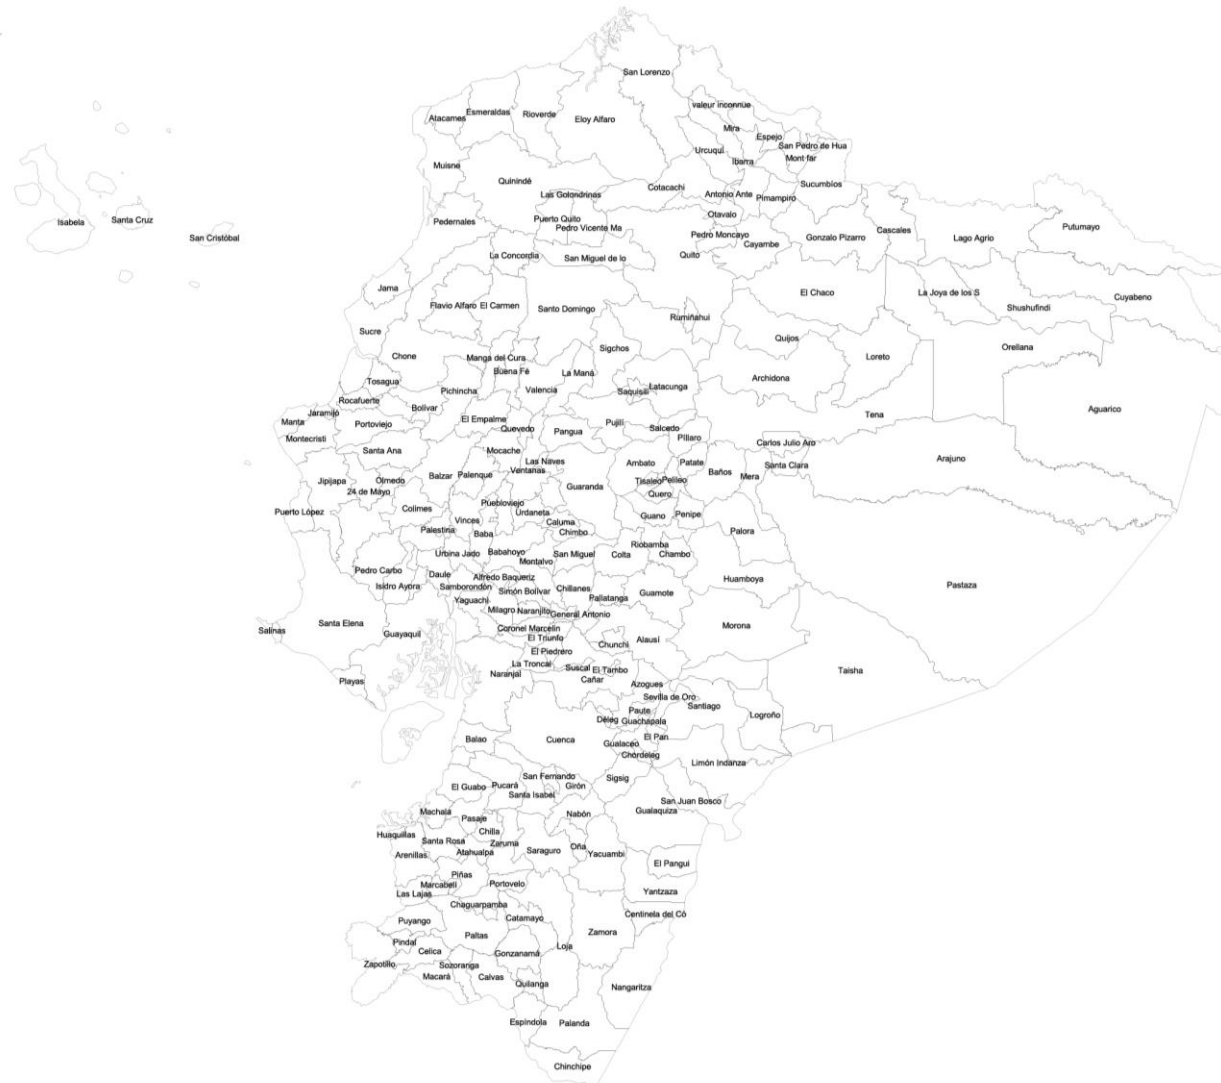 San Lorenzo
valeur inconnue
Esmeraldas
Rioverde
Atacames
Eloy Alfaro
Mira
Espejo
San Pedro de Hua
Urcuquí
Ibarra
Mont far
Muisne
Quinindé
Cotacachi
Sucumbíos
Las Golondrinas
Antonio Ante
Pimampiro
Otavalo
Puerto Quito
Pedro Vicente Ma
Pedernales
Pedro Moncayo
Cayambe
Gonzalo Pizarro
Cascales
Lago Agrio
Putumayo
Isabela
Santa Cruz
San Cristóbal
La Concordia
San Miguel de lo
Quito
Jama
El Chaco
La Joya de los S
Cuyabeno
Flavio Alfaro
El Carmen
Santo Domingo
Shushufindi
Rumiñahui
Sucre
Quijos
Orellana
Sigchos
Chone
Manga del Cura
Loreto
Buena Fé
La Maná
Archidona
Tosagua
Pichincha
Valencia
Saquisilí
Latacunga
Rocafuerte
Bolívar
Aguarico
Jaramijó
Tena
Manta
Portoviejo
El Empalme
Quevedo
Pangua
Pujilí
Salcedo
Montecristi
Píllaro
Carlos Julio Aro
Santa Ana
Mocache
Arajuno
Las Naves
Ambato
Patate
Santa Clara
Ventanas
Baños
Mera
Jipijapa
Olmedo
Balzar
Palenque
Tisaleo
Pelileo
24 de Mayo
Guaranda
Quero
Puerto López
Colimes
Puebloviejo
Urdaneta
Guano
Penipe
Vinces
Caluma
Palestina
Baba
Chimbo
Palora
Riobamba
Urbina Jado
Babahoyo
San Miguel
Colta
Chambo
Montalvo
Pedro Carbo
Daule
Alfredo Baqueriz
Huamboya
Isidro Ayora
Samborondón
Simón Bolívar
Chillanes
Guamote
Pastaza
Yaguachi
Pallatanga
Milagro
Naranjito
General Antonio
Santa Elena
Salinas
Guayaquil
Coronel Marcelin
Morona
El Triunfo
Alausí
Chunchi
El Piedrero
La Troncal
Suscal
El Tambo
Taisha
Naranjal
Cañar
Playas
Azogues
Sevilla de Oro
Santiago
Paute
Logroño
Déleg
Guachapala
Balao
Cuenca
El Pan
Gualaceo
Chordeleg
Limón Indanza
San Fernando
Sigsig
El Guabo
Pucará
Girón
Santa Isabel
San Juan Bosco
Machala
Nabón
Gualaquiza
Pasaje
Huaquillas
Chilla
Santa Rosa
Zaruma
Oña
Arenillas
Atahualpa
Saraguro
Yacuambi
El Pangui
Piñas
Marcabelí
Portovelo
Las Lajas
Yantzaza
Chaguarpamba
Centinela del Có
Puyango
Catamayo
Paltas
Zamora
Pindal
Celica
Gonzanamá
Loja
Zapotillo
Sozoranga
Macará
Calvas
Quilanga
Nangaritza
Espíndola
Palanda
Chinchipe